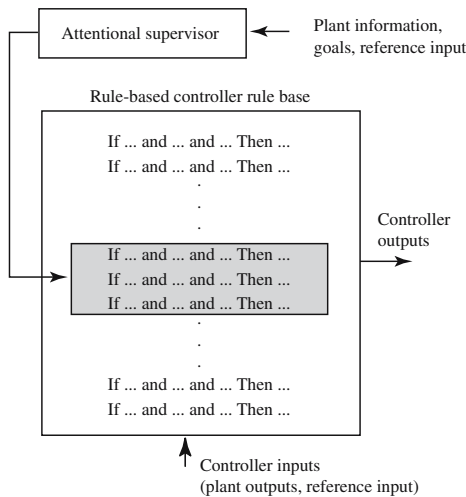 Attentional supervisor
Plant information,
goals, reference input
Rule-based controller rule base
If ... and ... and ... Then ...
If ... and ... and ... Then ...
.
.
.
If ... and ... and ... Then ...
If ... and ... and ... Then ...
If ... and ... and ... Then ...
.
.
.
If ... and ... and ... Then ...
If ... and ... and ... Then ...
Controller
outputs
Controller inputs
(plant outputs, reference input)